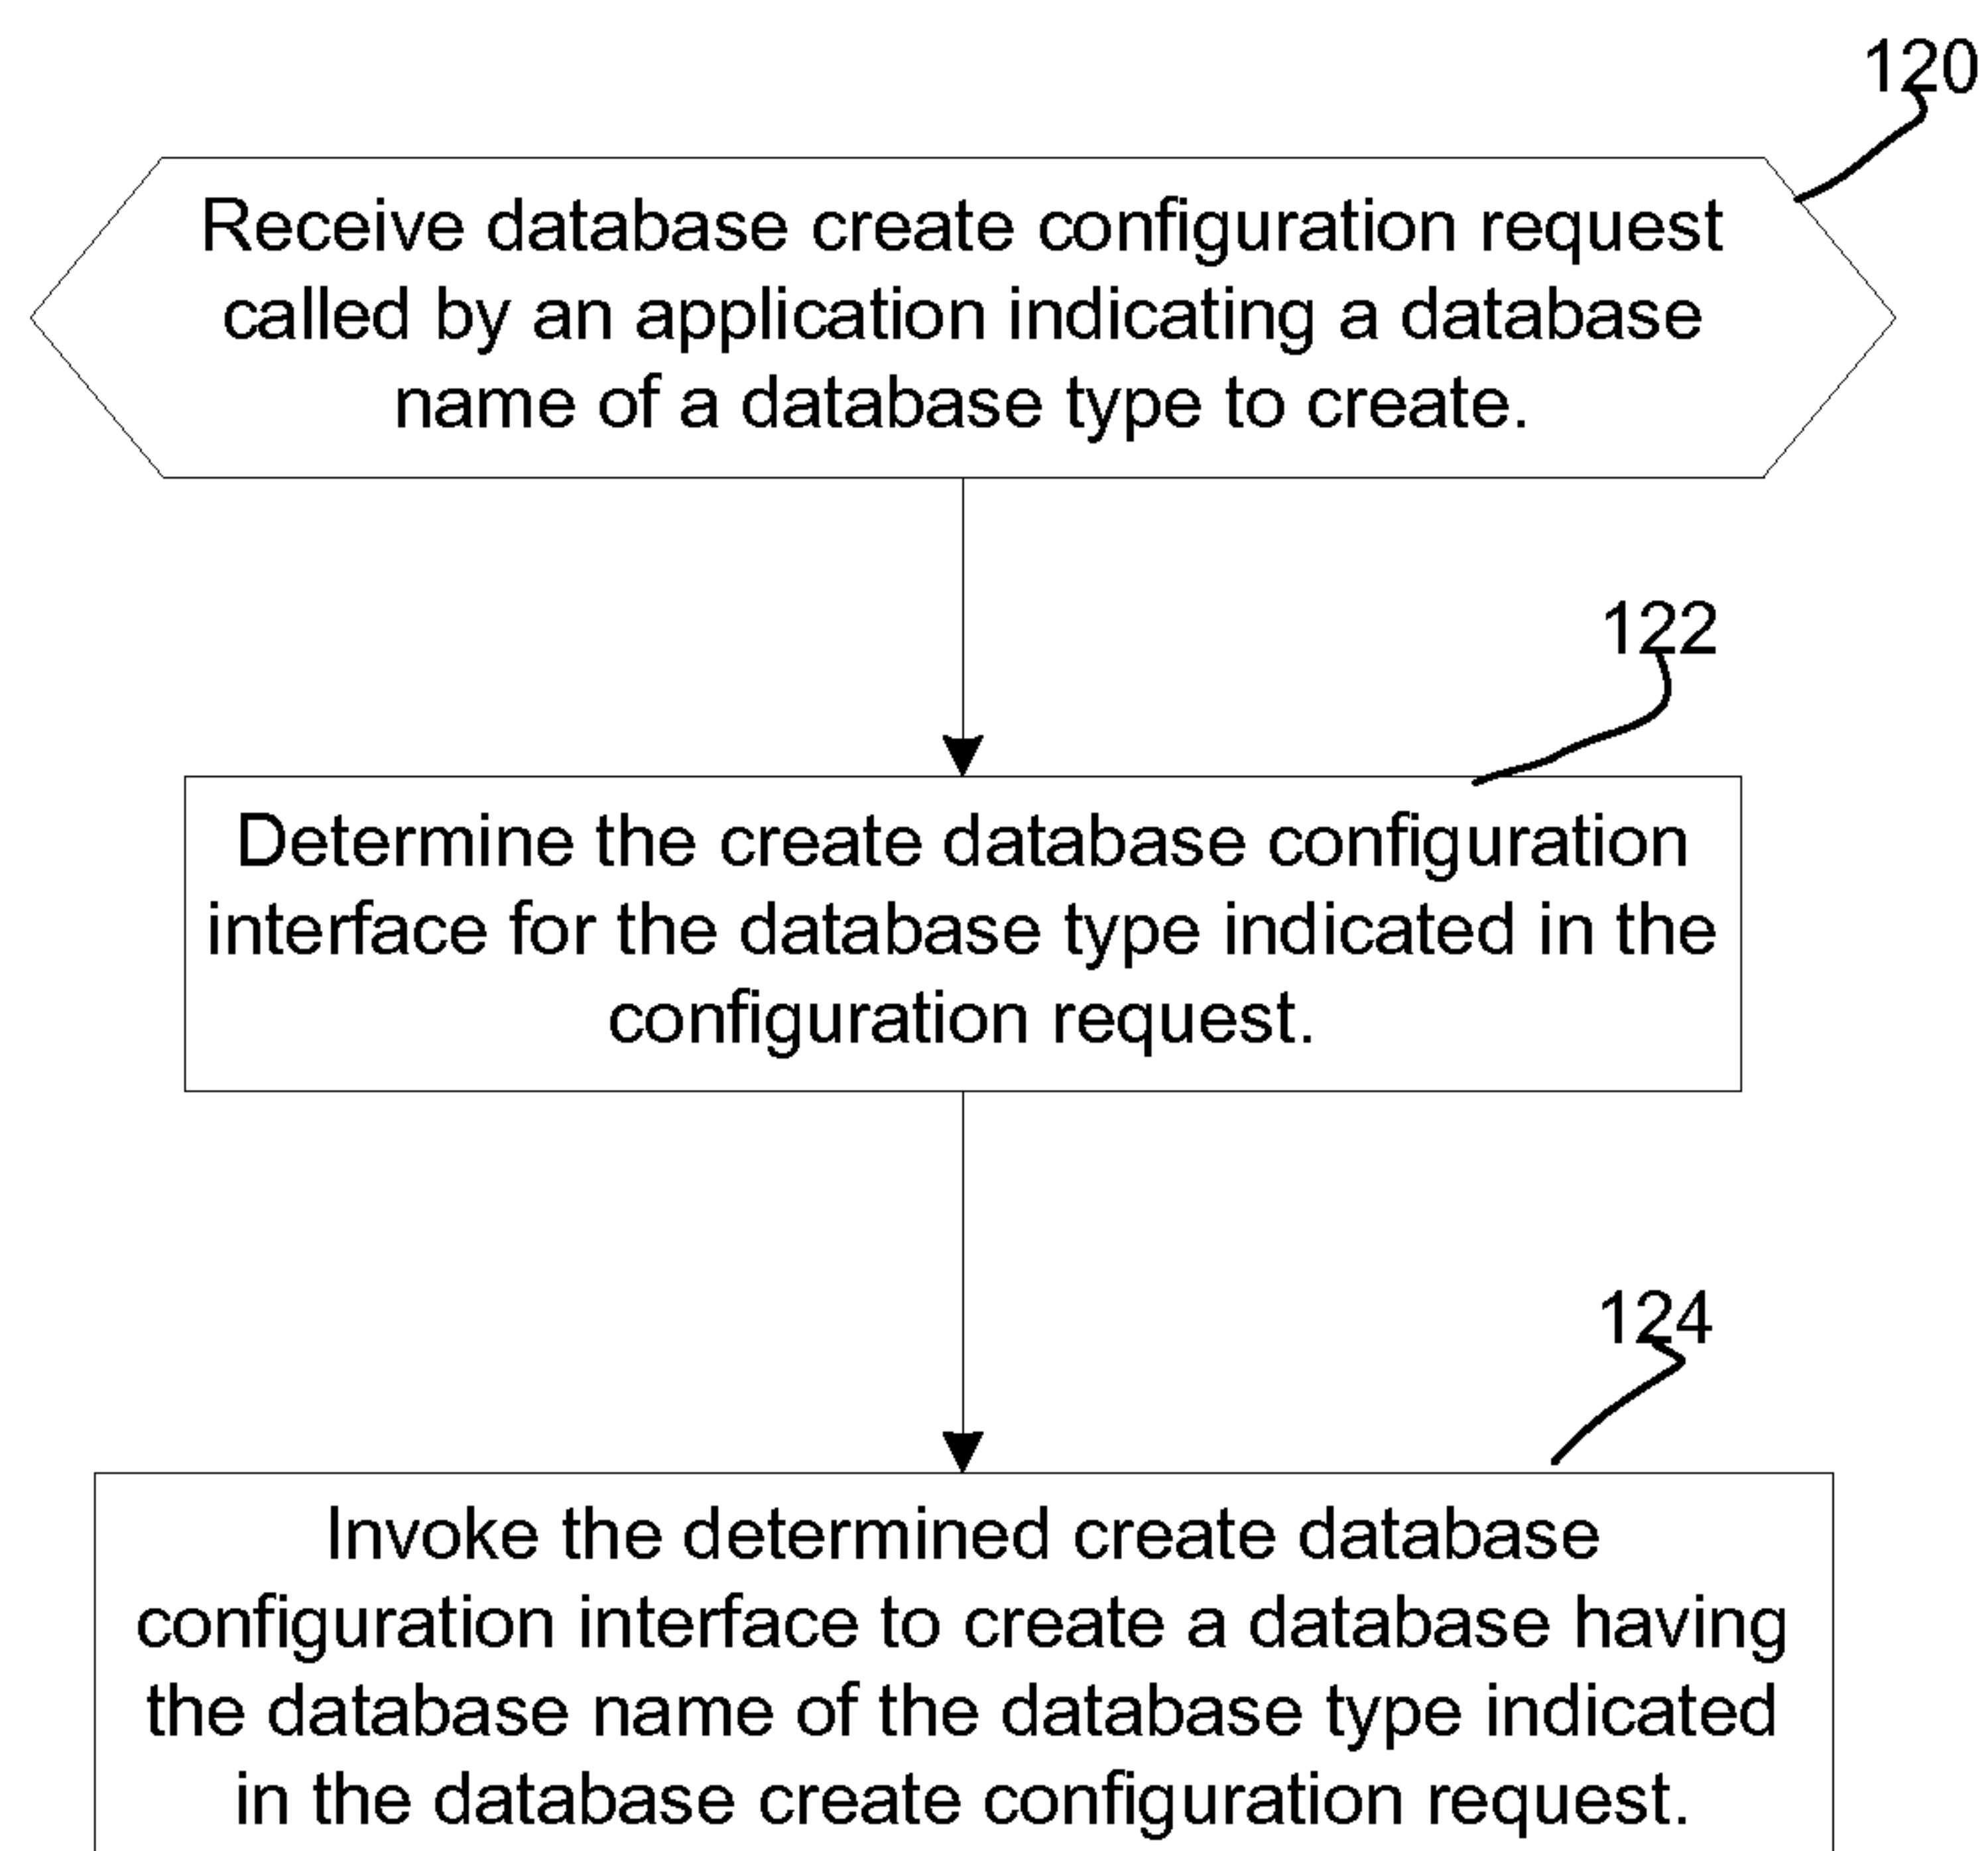 120
Receive database create configuration request
called by an application indicating a database
name of a database type to create.
122
Determine the create database configuration
interface for the database type indicated in the
configuration request.
124
Invoke the determined create database
configuration interface to create a database having
the database name of the database type indicated
in the database create configuration request.